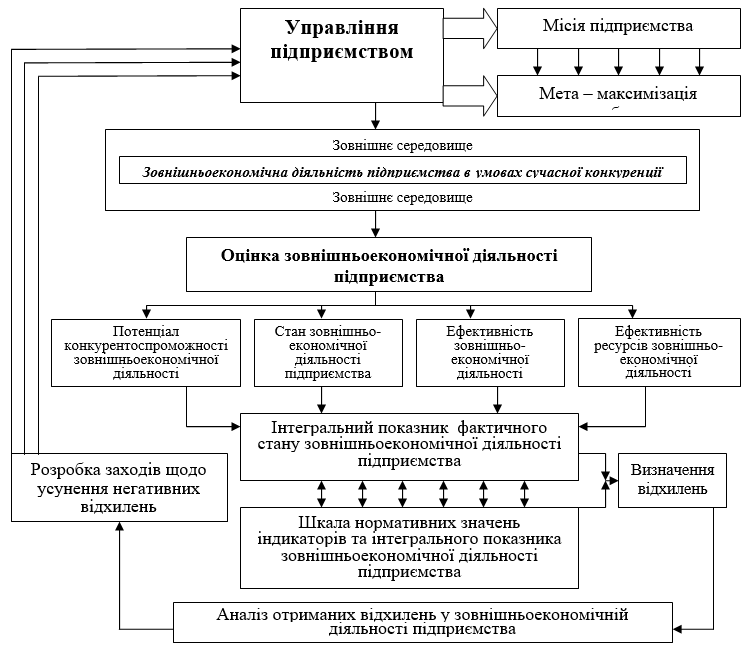 Управління
підприємством
Місія підприємства
Мета – максимізація
Зовнішнє середовище
Зовнішньоекономічна діяльність підприємства в умовах сучасної конкуренції
Зовнішнє середовище
Оцінка зовнішньоекономічної діяльності
підприємства
Потенціал
конкурентоспроможності
зовнішньоекономічної
діяльності
Стан зовнішньо-
економічної
діяльності
підприємства
Ефективність
зовнішньо-
економічної
діяльності
Ефективність
ресурсів зовнішньо-
економічної
діяльності
Інтегральний показник фактичного
стану зовнішньоекономічної діяльності
підприємства
Розробка заходів щодо
усунення негативних
відхилень
Визначення
відхилень
Шкала нормативних значень
індикаторів та інтегрального показника
зовнішньоекономічної діяльності
підприємства
Аналіз отриманих відхилень у зовнішньоекономічній
діяльності підприємства